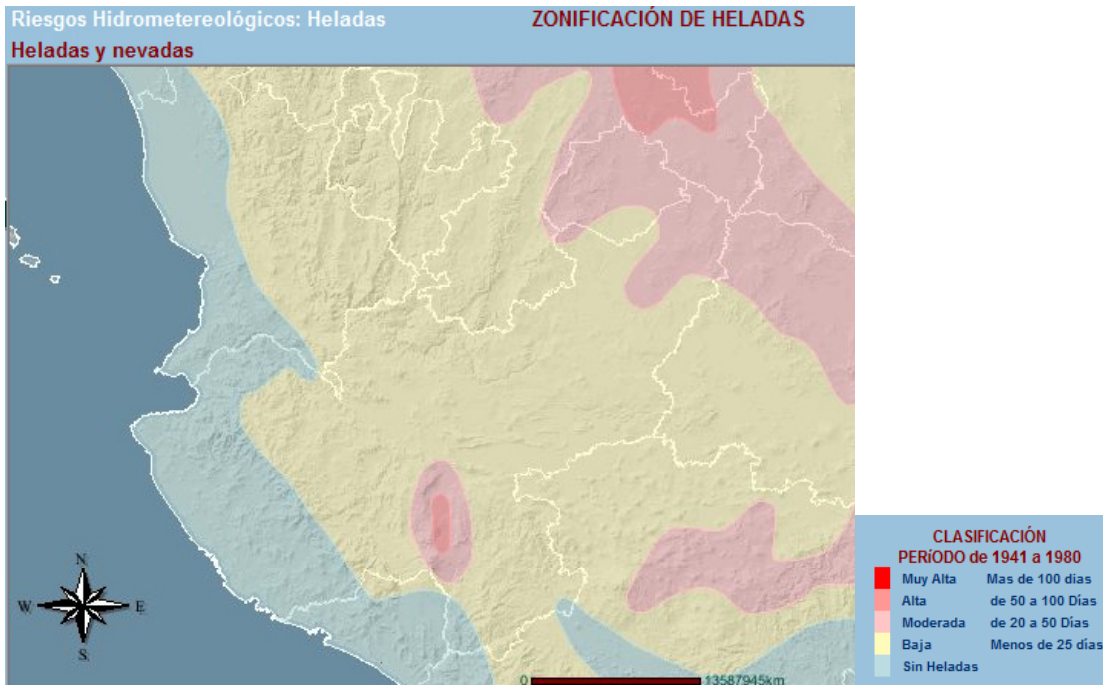 Riesgos Hidrometereológicos: Heladas
ZONIFICACIÓN DE HELADAS
Heladas y nevadas
N
W E
S
0 13587945km
CLASIFICACIÓN
PERÍODO de 1941 a 1980
Muy Alta Mas de 100 dias
Alta de 50 a 100 Días
Moderada de 20 a 50 Días
Baja Menos de 25 días
Sin Heladas